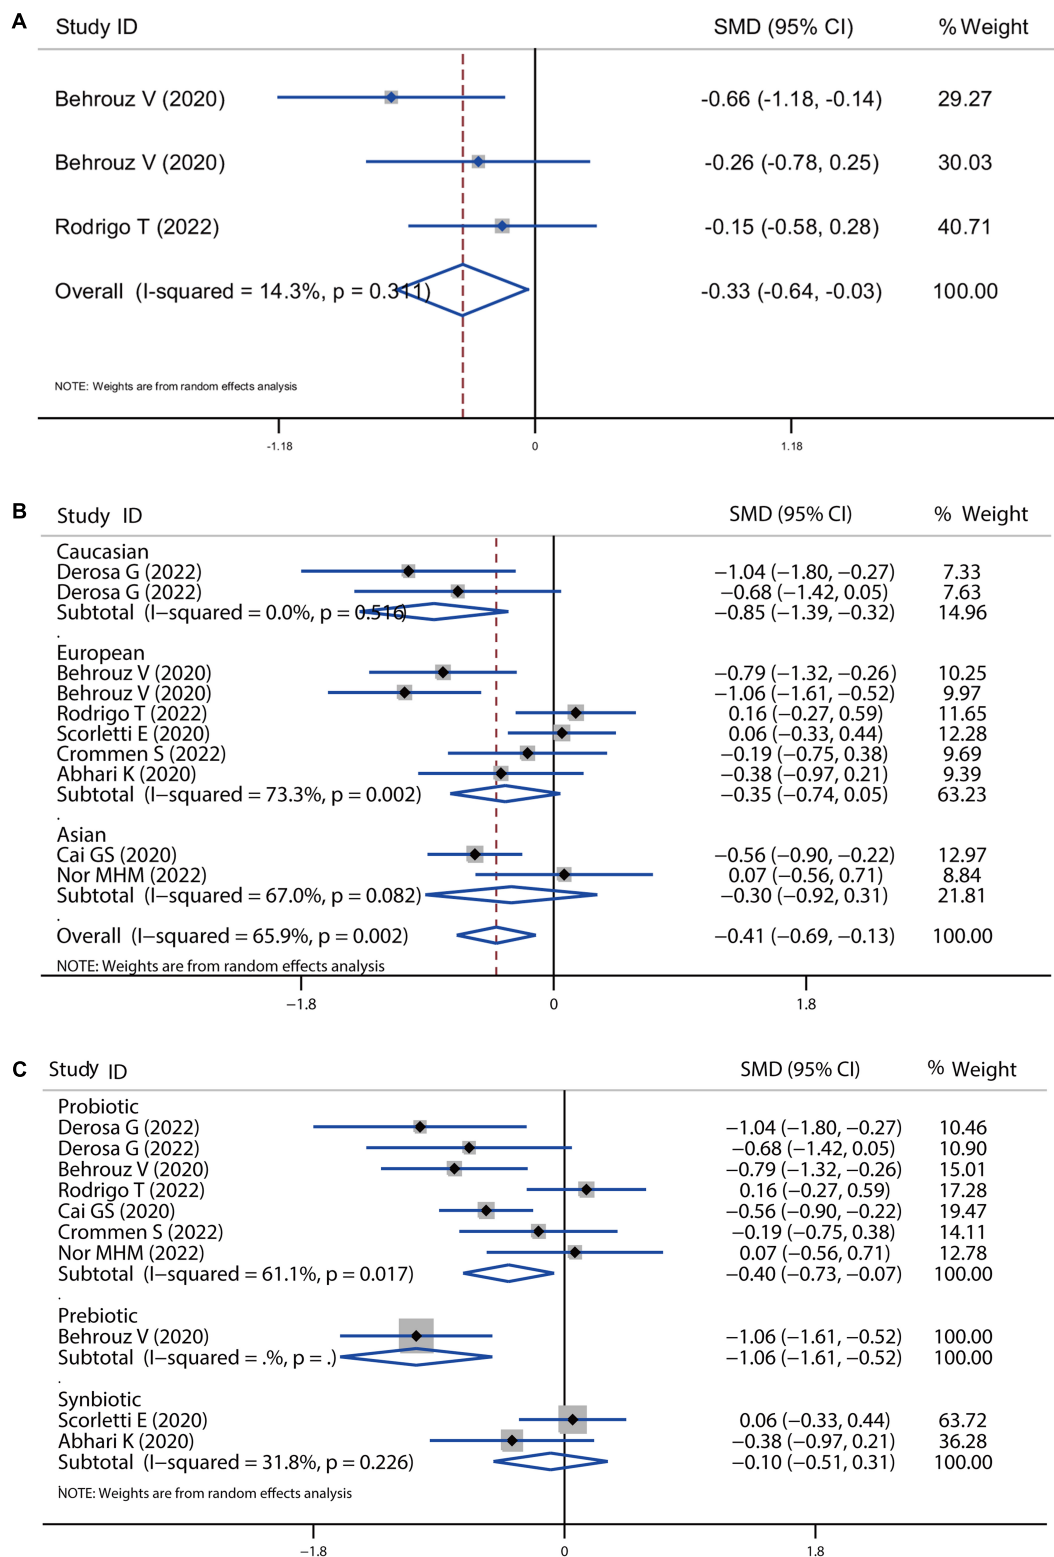 A
Study ID SMD (95% CI) % Weight
Behrouz V (2020) -0.66 (-1.18, -0.14) 29.27
Behrouz V (2020) -0.26 (-0.78, 0.25) 30.03
Rodrigo T (2022) -0.15 (-0.58, 0.28) 40.71
Overall (I-squared = 14.3%, p = 0.311) -0.33 (-0.64, -0.03) 100.00
NOTE: Weights are from random effects analysis
-1.18 0 1.18
B
Study ID SMD (95% CI) % Weight
Caucasian
Derosa G (2022) −1.04 (−1.80, −0.27) 7.33
Derosa G (2022) −0.68 (−1.42, 0.05) 7.63
Subtotal (I−squared = 0.0%, p = 0.516) −0.85 (−1.39, −0.32) 14.96
.
European
Behrouz V (2020) −0.79 (−1.32, −0.26) 10.25
Behrouz V (2020) −1.06 (−1.61, −0.52) 9.97
Rodrigo T (2022) 0.16 (−0.27, 0.59) 11.65
Scorletti E (2020) 0.06 (−0.33, 0.44) 12.28
Crommen S (2022) −0.19 (−0.75, 0.38) 9.69
Abhari K (2020) −0.38 (−0.97, 0.21) 9.39
Subtotal (I−squared = 73.3%, p = 0.002) −0.35 (−0.74, 0.05) 63.23
.
Asian
Cai GS (2020) −0.56 (−0.90, −0.22) 12.97
Nor MHM (2022) 0.07 (−0.56, 0.71) 8.84
Subtotal (I−squared = 67.0%, p = 0.082) −0.30 (−0.92, 0.31) 21.81
.
Overall (I−squared = 65.9%, p = 0.002) −0.41 (−0.69, −0.13) 100.00
NOTE: Weights are from random effects analysis
−1.8 0 1.8
C
Study ID SMD (95% CI) % Weight
Probiotic
Derosa G (2022) −1.04 (−1.80, −0.27) 10.46
Derosa G (2022) −0.68 (−1.42, 0.05) 10.90
Behrouz V (2020) −0.79 (−1.32, −0.26) 15.01
Rodrigo T (2022) 0.16 (−0.27, 0.59) 17.28
Cai GS (2020) −0.56 (−0.90, −0.22) 19.47
Crommen S (2022) −0.19 (−0.75, 0.38) 14.11
Nor MHM (2022) 0.07 (−0.56, 0.71) 12.78
Subtotal (I−squared = 61.1%, p = 0.017) −0.40 (−0.73, −0.07) 100.00
.
Prebiotic
Behrouz V (2020) −1.06 (−1.61, −0.52) 100.00
Subtotal (I−squared = .%, p = .) −1.06 (−1.61, −0.52) 100.00
.
Synbiotic
Scorletti E (2020) 0.06 (−0.33, 0.44) 63.72
Abhari K (2020) −0.38 (−0.97, 0.21) 36.28
Subtotal (I−squared = 31.8%, p = 0.226) −0.10 (−0.51, 0.31) 100.00
.
NOTE: Weights are from random effects analysis
−1.8 0 1.8